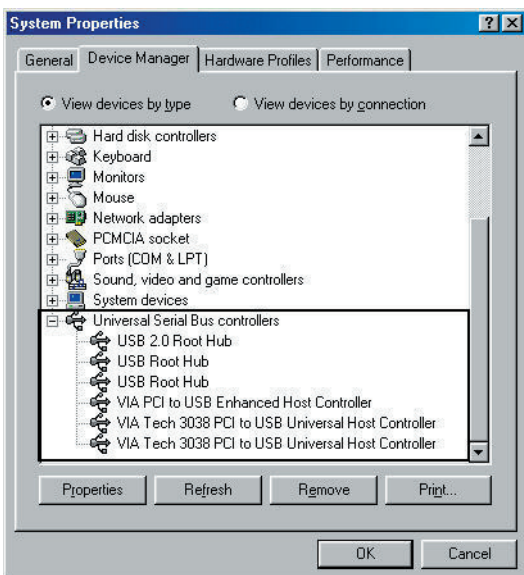 System Properties
General Device Manager Hardware Profiles Performance
View devices by type View devices by connection
Hard disk controllers
Keyboard
Monitors
Mouse
Network adapters
PCMCIA socket
Ports (COM & LPT)
Sound, video and game controllers
System devices
Universal Serial Bus controllers
USB 2.0 Root Hub
USB Root Hub
USB Root Hub
VIA PCI to USB Enhanced Host Controller
VIA Tech 3038 PCI to USB Universal Host Controller
VIA Tech 3038 PCI to USB Universal Host Controller
Properties Refresh Remove Print...
OK Cancel